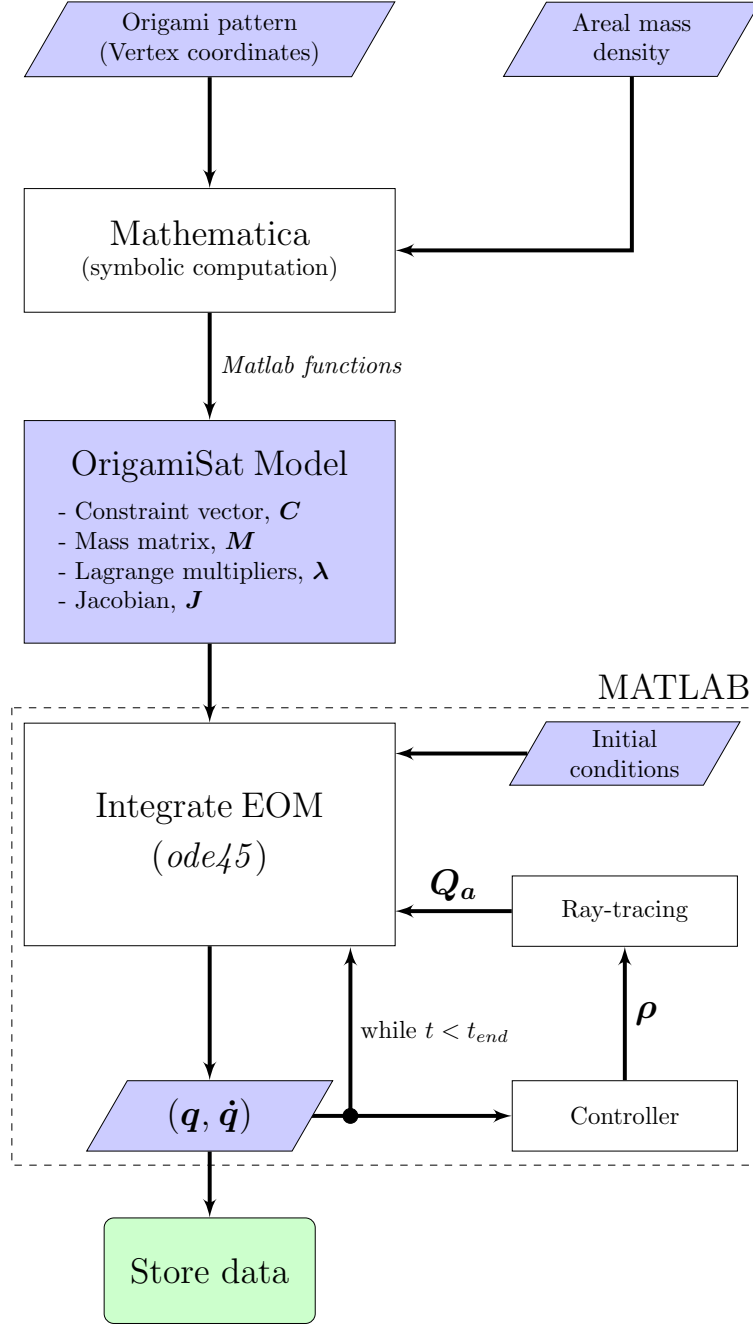 Origami pattern
(Vertex coordinates)
Areal mass
density
Mathematica
(symbolic computation)
Matlab functions
OrigamiSat Model
- Constraint vector, C
- Mass matrix, M
- Lagrange multipliers, λ
- Jacobian, J
MATLAB
Initial
conditions
Integrate EOM
(ode45)
Qₐ
Ray-tracing
ρ
while t < t_end
(q, q̇)
Controller
Store data